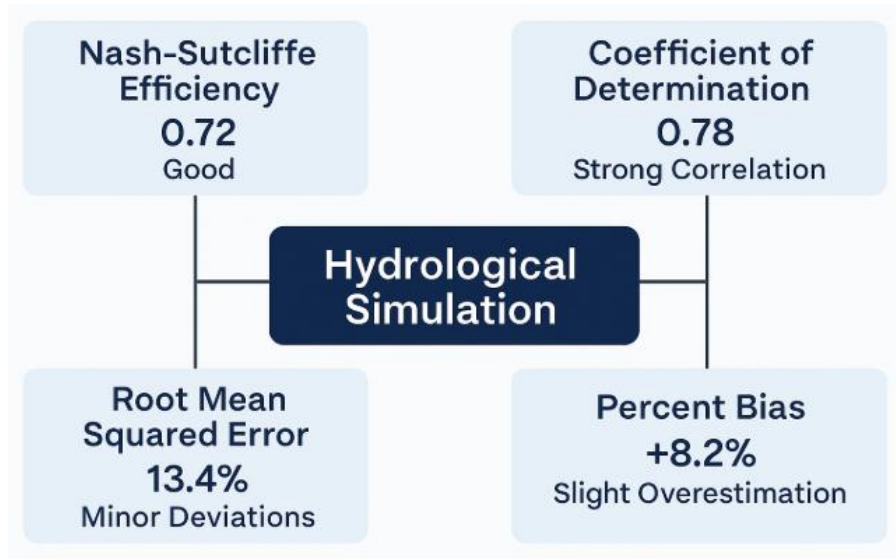 Nash-Sutcliffe
Efficiency
0.72
Good
Coefficient of
Determination
0.78
Strong Correlation
Hydrological
Simulation
Root Mean
Squared Error
13.4%
Minor Deviations
Percent Bias
+8.2%
Slight Overestimation